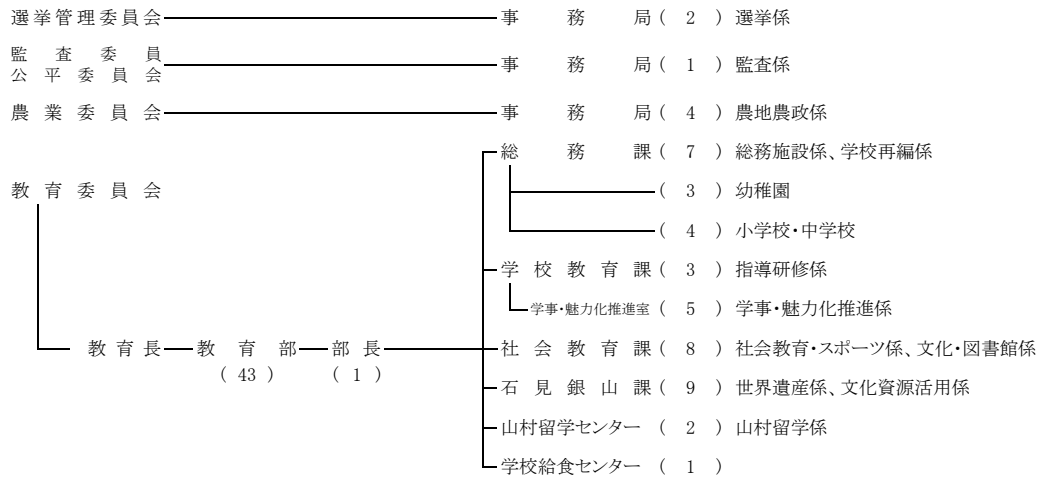 選挙管理委員会 事務局 ( 2 ) 選挙係
監査委員
公平委員会 事務局 ( 1 ) 監査係
農業委員会 事務局 ( 4 ) 農地農政係
総務課 ( 7 ) 総務施設係、学校再編係
教育委員会 ( 3 ) 幼稚園
( 4 ) 小学校・中学校
学校教育課 ( 3 ) 指導研修係
学事・魅力化推進室 ( 5 ) 学事・魅力化推進係
教育長 教育部 部長 社会教育課 ( 8 ) 社会教育・スポーツ係、文化・図書館係
( 43 ) ( 1 )
石見銀山課 ( 9 ) 世界遺産係、文化資源活用係
山村留学センター ( 2 ) 山村留学係
学校給食センター ( 1 )